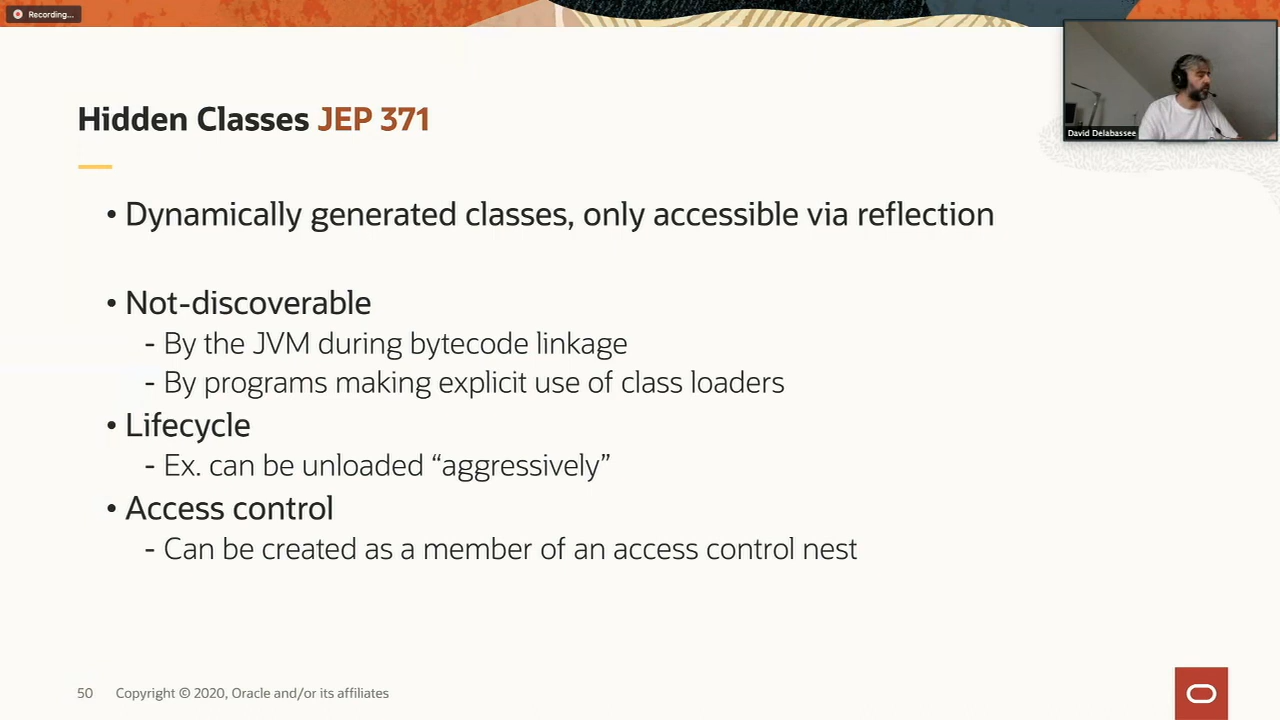 Recording...
David Delabassee
Hidden Classes JEP 371
• Dynamically generated classes, only accessible via reflection
• Not-discoverable
- By the JVM during bytecode linkage
- By programs making explicit use of class loaders
• Lifecycle
- Ex. can be unloaded “aggressively”
• Access control
- Can be created as a member of an access control nest
50 Copyright © 2020, Oracle and/or its affiliates